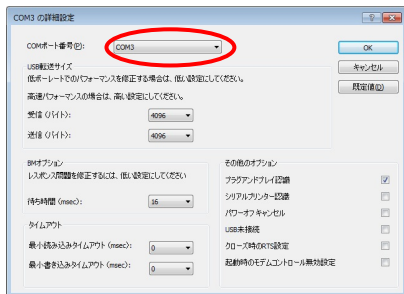 COM3 の詳細設定
COMポート番号(P):
COM3
OK
キャンセル
既定値(D)
USB転送サイズ
低ボーレートでのパフォーマンスを修正する場合は、低い設定にしてください。
高速パフォーマンスの場合は、高い設定にしてください。
受信 (バイト):
4096
送信 (バイト):
4096
BMオプション
レスポンス問題を修正するには、低い設定にしてください
待ち時間 (msec):
16
タイムアウト
最小読み込みタイムアウト (msec):
0
最小書き込みタイムアウト (msec):
0
その他のオプション
プラグアンドプレイ認識
シリアルプリンター認識
パワーオフキャンセル
USB未接続
クローズ時のRTS設定
起動時のモデムコントロール無効設定